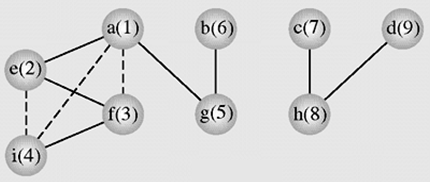 a(1) b(6) c(7) d(9)
e(2)
f(3) g(5) h(8)
i(4)